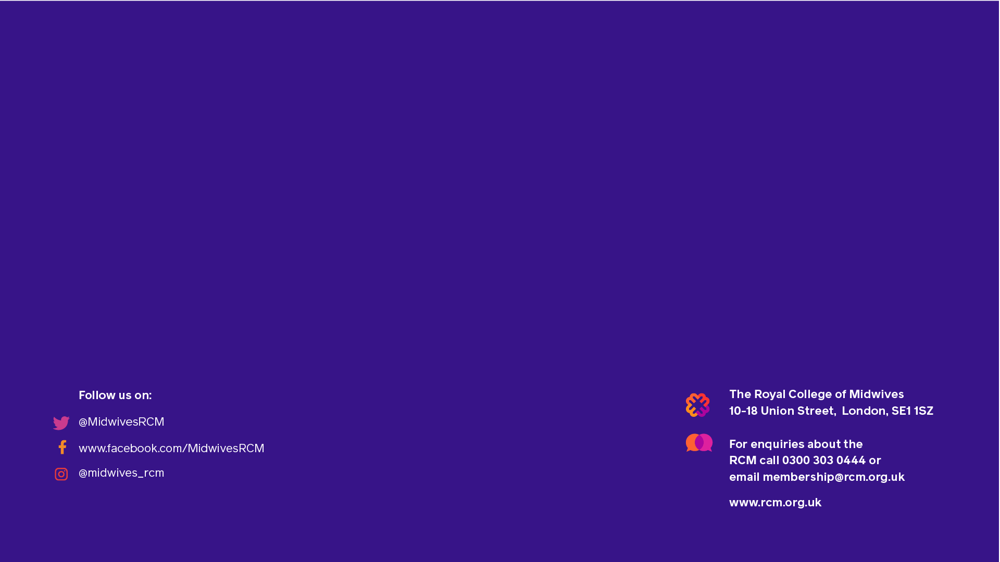 Follow us on:
@MidwivesRCM
www.facebook.com/MidwivesRCM
@midwives_rcm
The Royal College of Midwives
10-18 Union Street, London, SE1 1SZ
For enquiries about the
RCM call 0300 303 0444 or
email membership@rcm.org.uk
www.rcm.org.uk